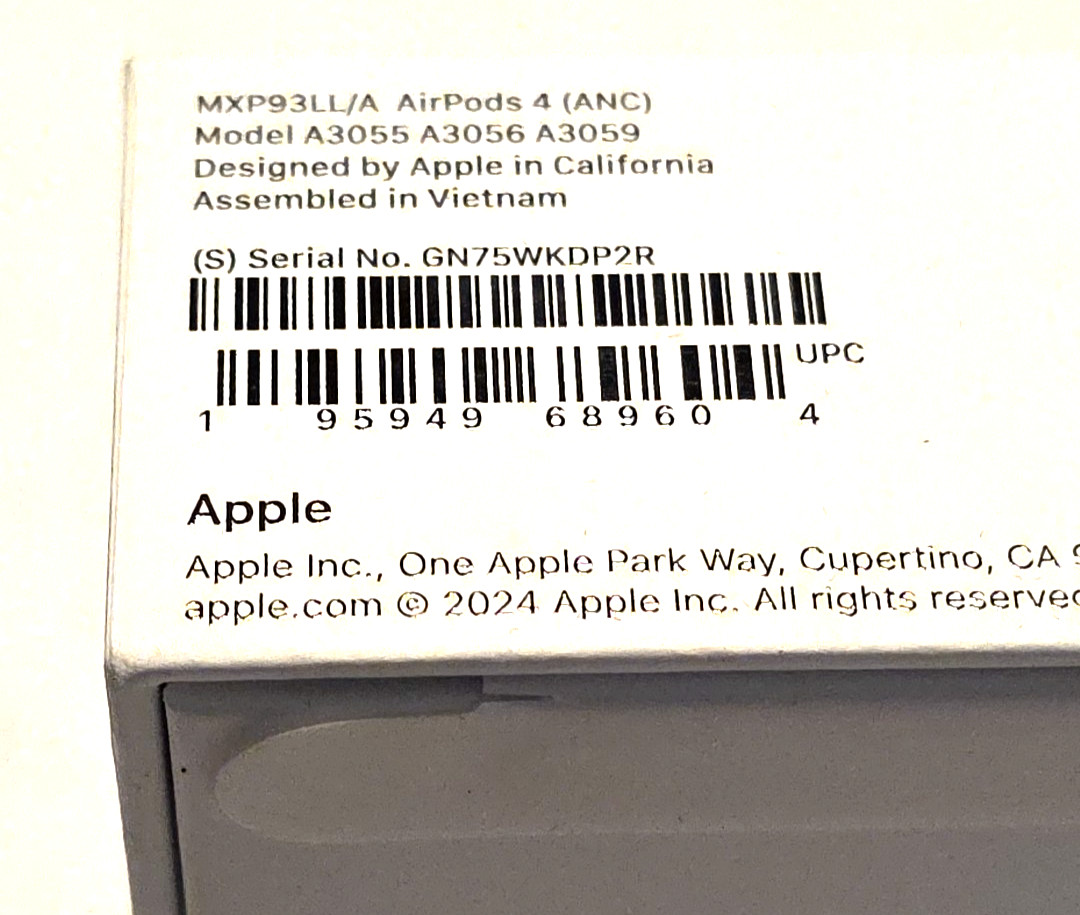 MXP93LL/A AirPods 4 (ANC)
Model A3055 A3056 A3059
Designed by Apple in California
Assembled in Vietnam
(S) Serial No. GN75WKDP2R
UPC
1 95949 68960 4
Apple
Apple Inc., One Apple Park Way, Cupertino, CA
apple.com © 2024 Apple Inc. All rights reserved